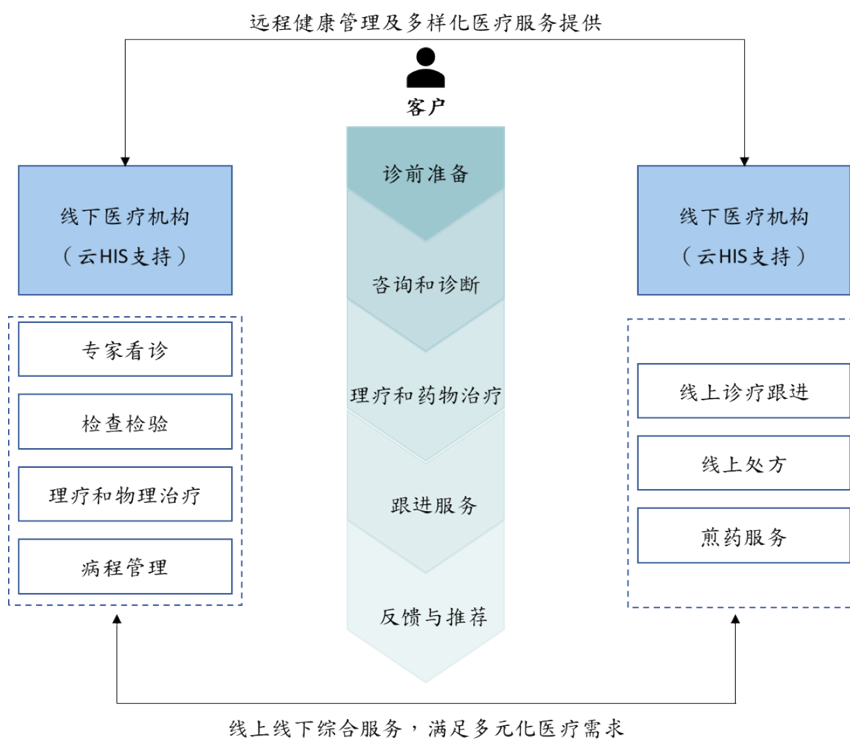 远程健康管理及多样化医疗服务提供
客户
线下医疗机构
（云HIS支持）
专家看诊
检查检验
理疗和物理治疗
病程管理
诊前准备
咨询和诊断
理疗和药物治疗
跟进服务
反馈与推荐
线下医疗机构
（云HIS支持）
线上诊疗跟进
线上处方
煎药服务
线上线下综合服务，满足多元化医疗需求